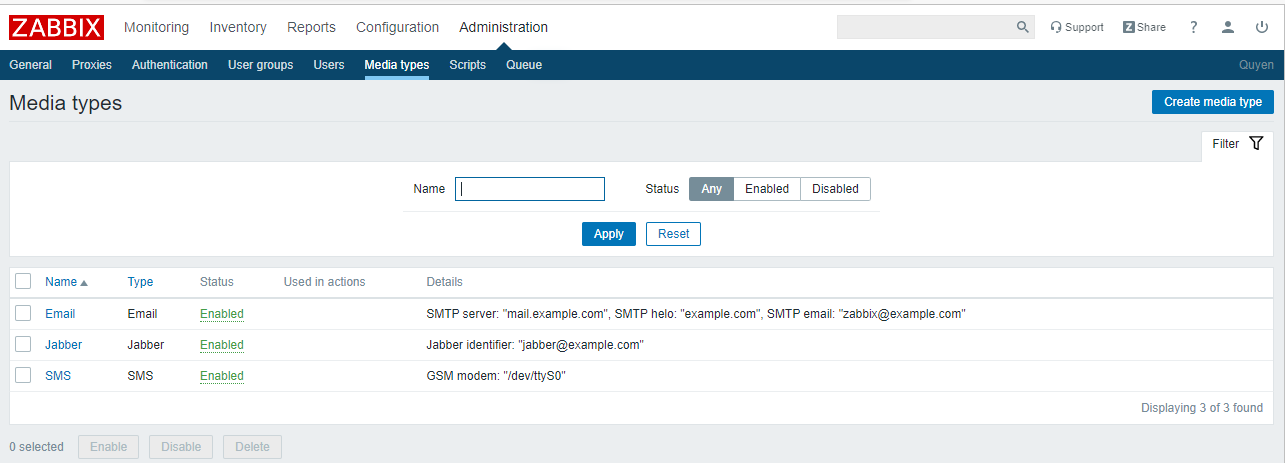 ZABBIX Monitoring Inventory Reports Configuration Administration Support Z Share ?
General Proxies Authentication User groups Users Media types Scripts Queue Quyen
Media types Create media type
Filter
Name Status Any Enabled Disabled
Apply Reset
Name Type Status Used in actions Details
Email Email Enabled SMTP server: "mail.example.com", SMTP helo: "example.com", SMTP email: "zabbix@example.com"
Jabber Jabber Enabled Jabber identifier: "jabber@example.com"
SMS SMS Enabled GSM modem: "/dev/ttyS0"
Displaying 3 of 3 found
0 selected Enable Disable Delete